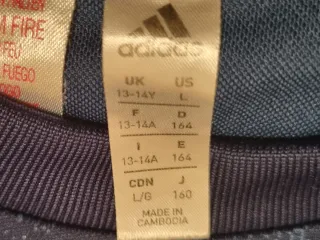 M FIRE
FEU
FUEGO
adidas
UK US
13-14Y L
F D
13-14A 164
I E
13-14A 164
CDN J
L/G 160
MADE IN
CAMBODIA